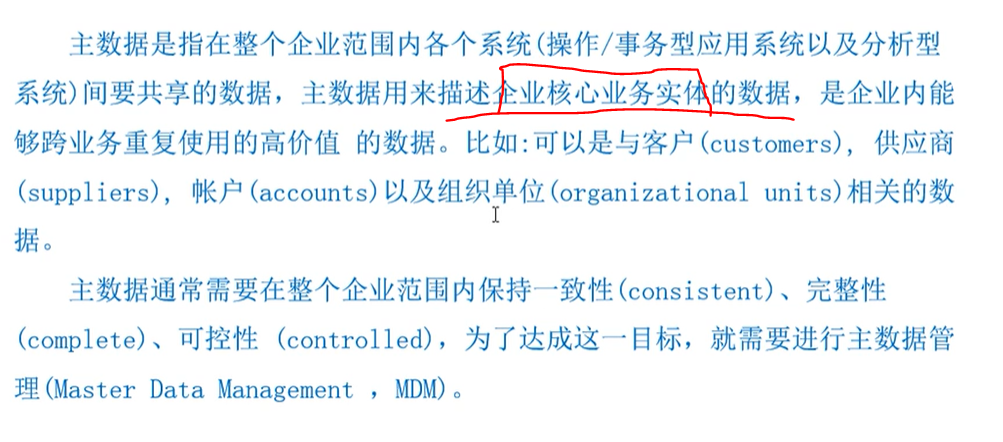 主数据是指在整个企业范围内各个系统(操作/事务型应用系统以及分析型
系统)间要共享的数据，主数据用来描述企业核心业务实体的数据，是企业内能
够跨业务重复使用的高价值 的数据。比如:可以是与客户(customers), 供应商
(suppliers), 帐户(accounts)以及组织单位(organizational units)相关的数
据。
主数据通常需要在整个企业范围内保持一致性(consistent)、完整性
(complete)、可控性 (controlled)，为了达成这一目标，就需要进行主数据管
理(Master Data Management ，MDM)。